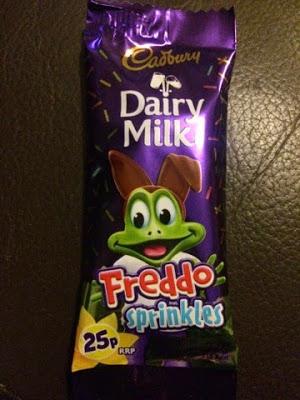 Cadbury
Dairy
Milk
Freddo
sprinkles
25p
RRP